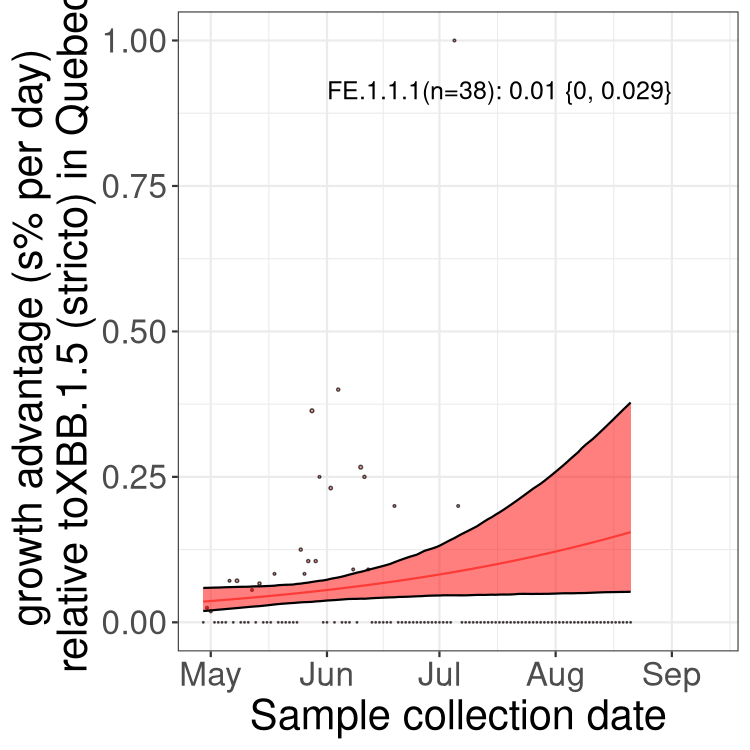 growth advantage (s% per day)
relative toXBB.1.5 (stricto) in Quebec
1.00
0.75
0.50
0.25
0.00
FE.1.1.1(n=38): 0.01 {0, 0.029}
May Jun Jul Aug Sep
Sample collection date